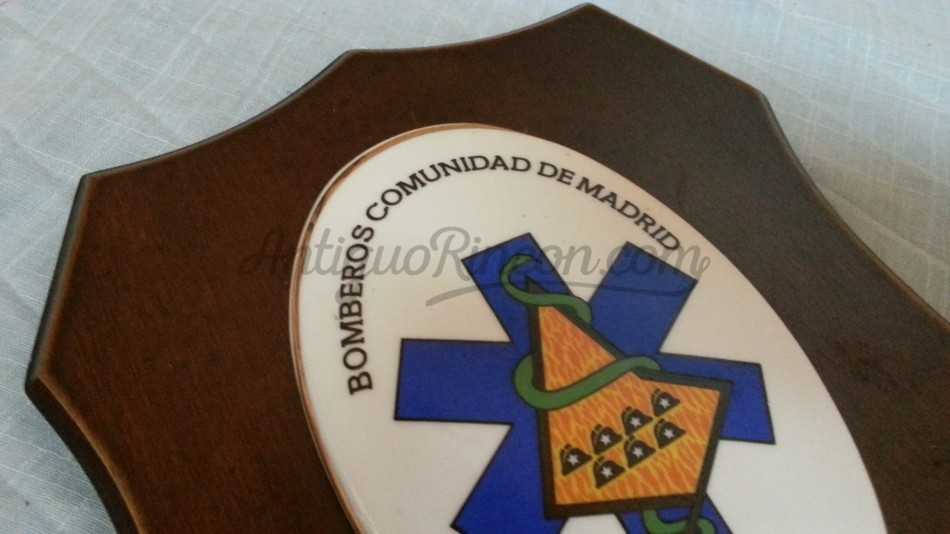 BOMBEROS COMUNIDAD DE MADRID
AntiguoRincon.com